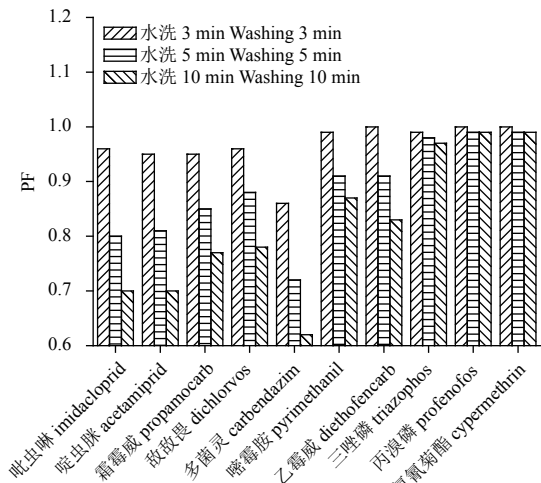 1.2
1.1
1.0
0.9
0.8
0.7
0.6
PF
水洗 3 min Washing 3 min
水洗 5 min Washing 5 min
水洗 10 min Washing 10 min
吡虫啉 imidacloprid
啶虫脒 acetamiprid
霜霉威 propamocarb
敌敌畏 dichlorvos
多菌灵 carbendazim
嘧霉胺 pyrimethanil
乙霉威 diethofencarb
三唑磷 triazophos
丙溴磷 profenofos
氰菊酯 cypermethrin